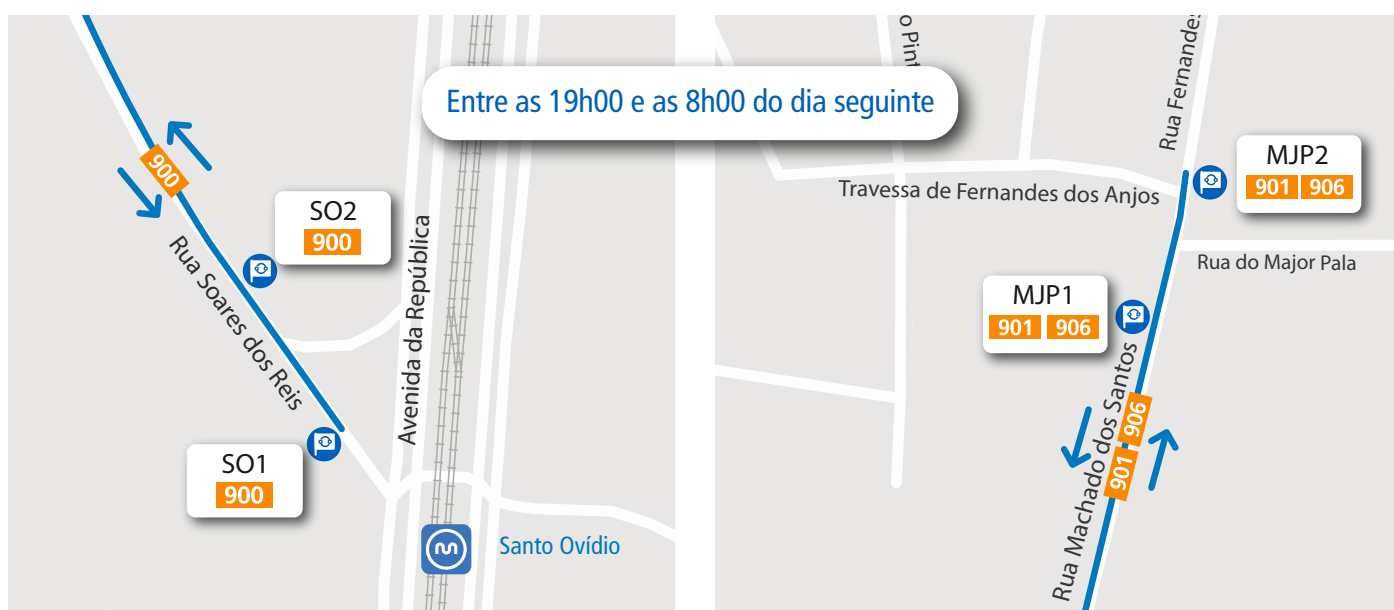 Entre as 19h00 e as 8h00 do dia seguinte
900
SO2
900
Rua Soares dos Reis
Avenida da República
SO1
900
Santo Ovídio
o Pint
Rua Fernandes
MJP2
901 906
Travessa de Fernandes dos Anjos
Rua do Major Pala
MJP1
901 906
Rua Machado dos Santos
901 906